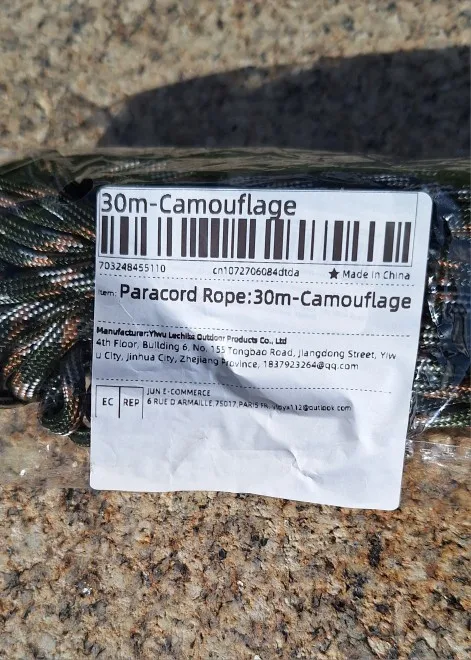 30m-Camouflage
703248455110 cn1072706084dtda ★ Made in China
Item: Paracord Rope:30m-Camouflage
Manufacturer:Yiwu Lechiba Outdoor Products Co., Ltd
4th Floor, Building 6, No. 155 Tongbao Road, Jiangdong Street, Yiw
u City, Jinhua City, Zhejiang Province, 1837923264@qq.com
EC REP
JUN E-COMMERCE
6 RUE D'ARMAILLE,75017,PARIS FR,